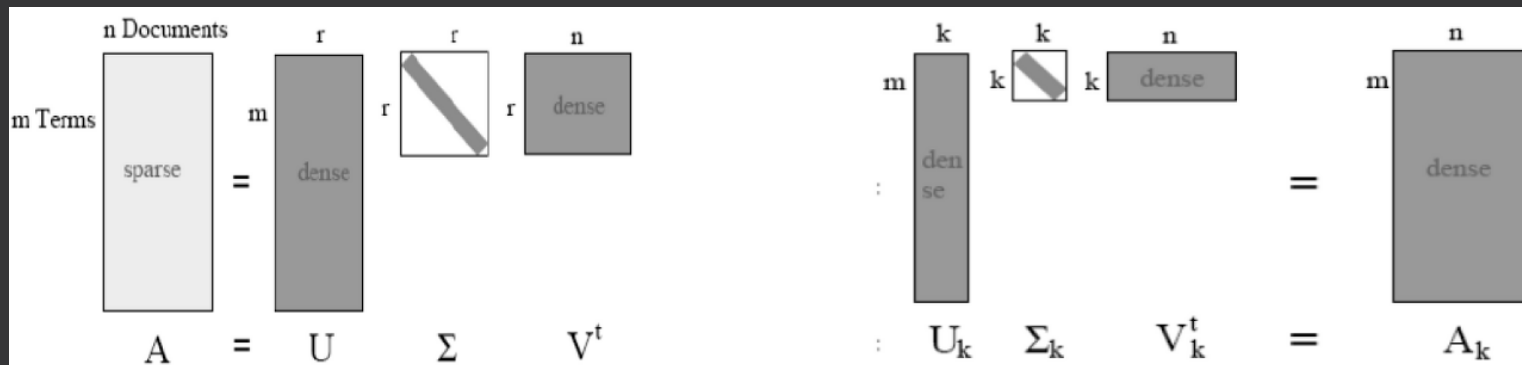 n Documents r r n k k n n
m Terms sparse = m dense r r dense : m den se k k dense = m dense
A = U Σ Vᵗ : Uₖ Σₖ Vₖᵗ = Aₖ